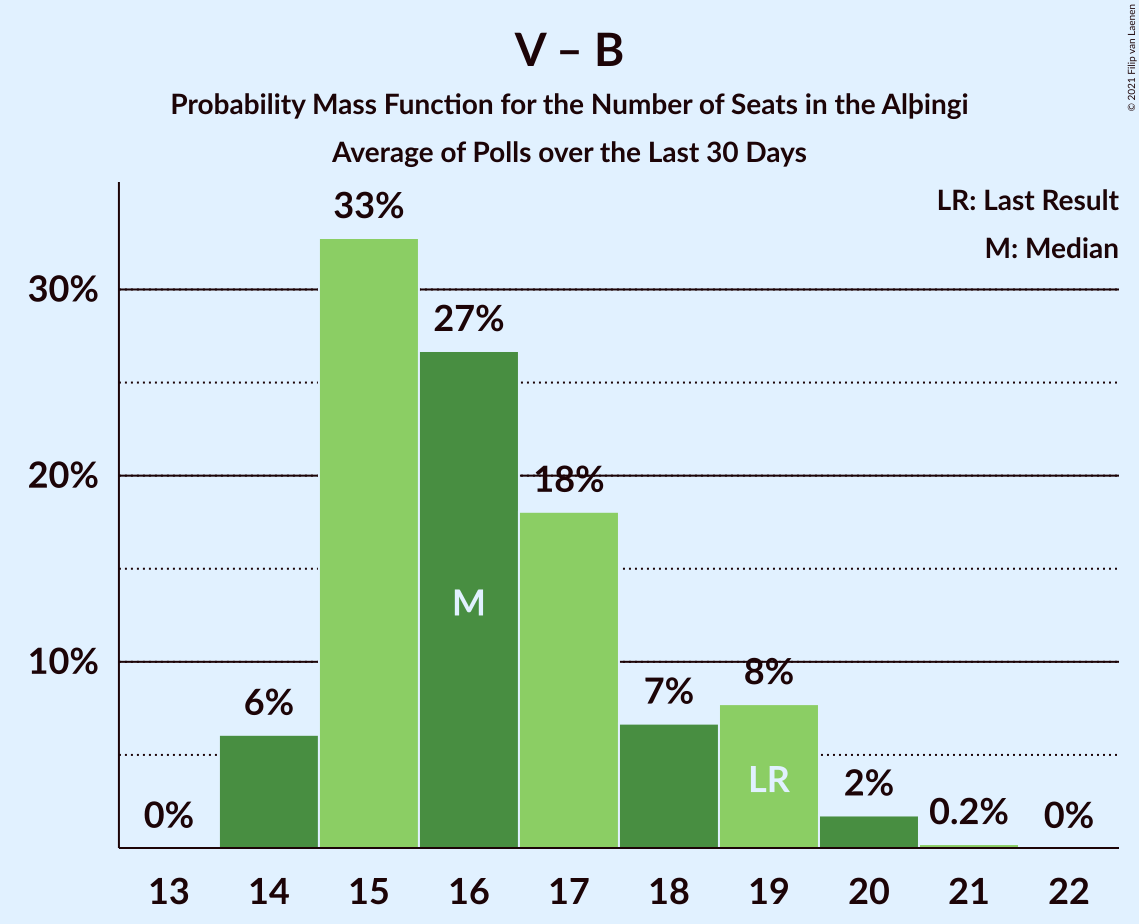 V – B
Probability Mass Function for the Number of Seats in the Alþingi
Average of Polls over the Last 30 Days
© 2021 Filip van Laenen
LR: Last Result
M: Median
33%
30%
27%
20%
18%
M
10%
8%
7%
6%
LR
2%
0.2%
0%
0%
13 14 15 16 17 18 19 20 21 22